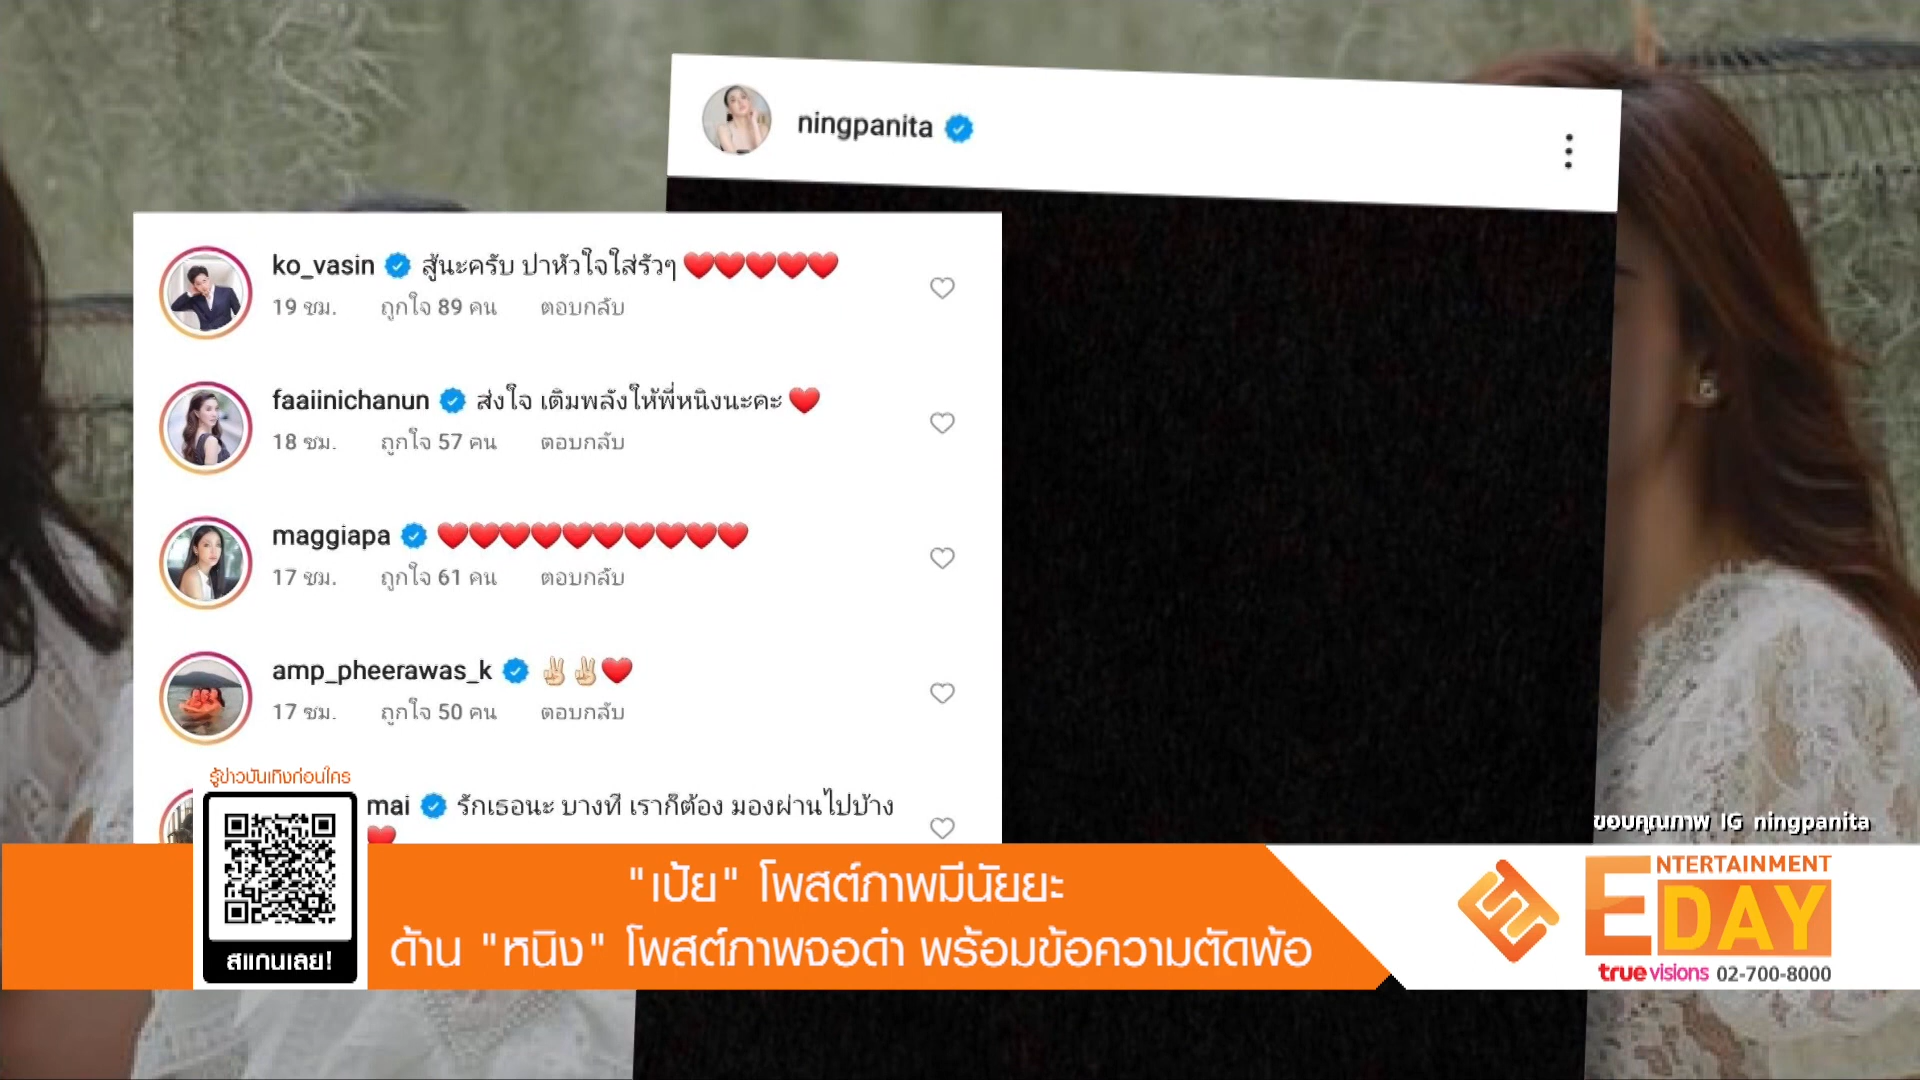 ningpanita
ko_vasin สู้นะครับ ปาหัวใจใส่รัวๆ ❤️❤️❤️❤️❤️
19 ชม. ถูกใจ 89 คน ตอบกลับ
faaiinichanun ส่งใจ เติมพลังให้พี่หนิงนะคะ ❤️
18 ชม. ถูกใจ 57 คน ตอบกลับ
maggiapa ❤️❤️❤️❤️❤️❤️❤️❤️❤️❤️
17 ชม. ถูกใจ 61 คน ตอบกลับ
amp_pheerawas_k ✌🏻✌🏻❤️
17 ชม. ถูกใจ 50 คน ตอบกลับ
mai รักเธอนะ บางที เราก็ต้อง มองผ่านไปบ้าง
❤️
รู้ข่าวบันเทิงก่อนใคร
สแกนเลย!
ขอบคุณภาพ IG ningpanita
"เป้ย" โพสต์ภาพมีนัยยะ
ด้าน "หนิง" โพสต์ภาพจอดำ พร้อมข้อความตัดพ้อ
ENTERTAINMENT
DAY
truevisions 02-700-8000